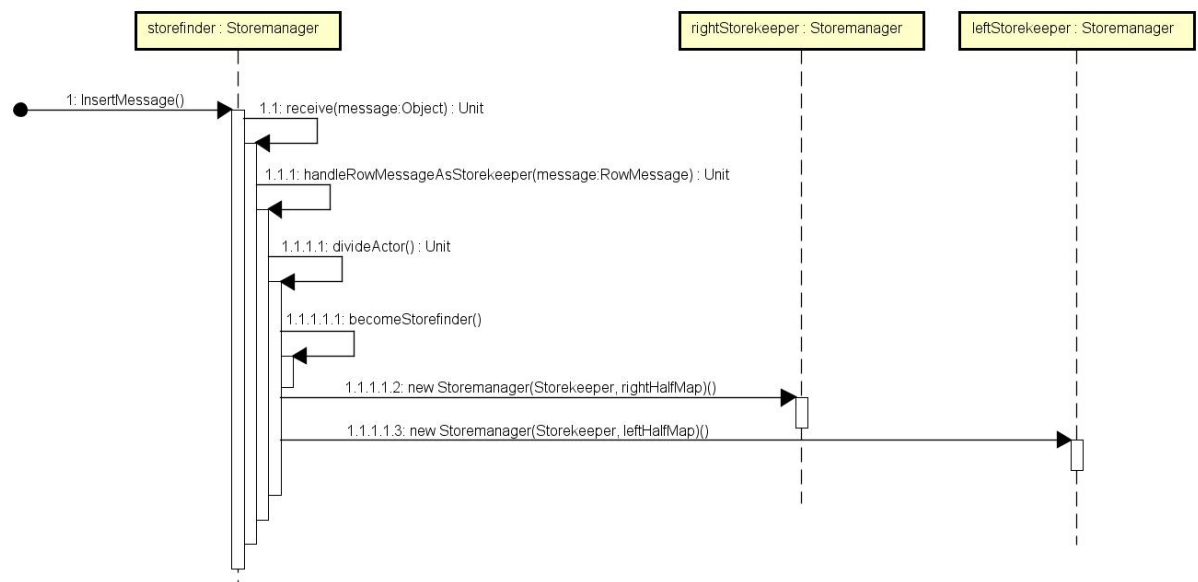 storefinder : Storemanager
rightStorekeeper : Storemanager
leftStorekeeper : Storemanager
1: InsertMessage()
1.1: receive(message:Object) : Unit
1.1.1: handleRowMessageAsStorekeeper(message:RowMessage) : Unit
1.1.1.1: divideActor() : Unit
1.1.1.1.1: becomeStorefinder()
1.1.1.1.2: new Storemanager(Storekeeper, rightHalfMap)()
1.1.1.1.3: new Storemanager(Storekeeper, leftHalfMap)()